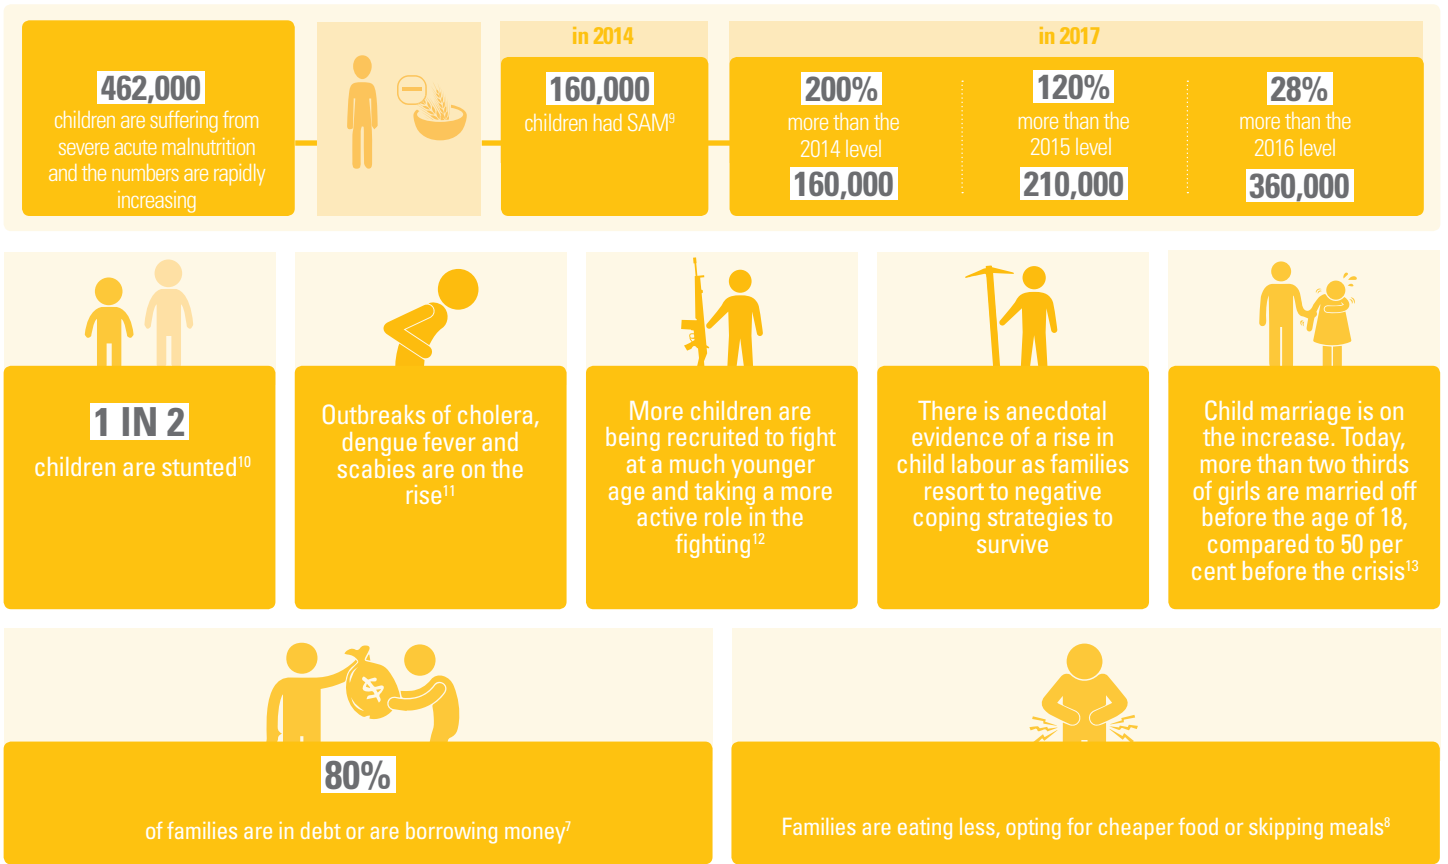 462,000
children are suffering from
severe acute malnutrition
and the numbers are rapidly
increasing
in 2014
160,000
children had SAM9
in 2017
200%
more than the
2014 level
160,000
120%
more than the
2015 level
210,000
28%
more than the
2016 level
360,000
1 IN 2
children are stunted10
Outbreaks of cholera,
dengue fever and
scabies are on the
rise11
More children are
being recruited to fight
at a much younger
age and taking a more
active role in the
fighting12
There is anecdotal
evidence of a rise in
child labour as families
resort to negative
coping strategies to
survive
Child marriage is on
the increase. Today,
more than two thirds
of girls are married off
before the age of 18,
compared to 50 per
cent before the crisis13
$
80%
of families are in debt or are borrowing money7
Families are eating less, opting for cheaper food or skipping meals8